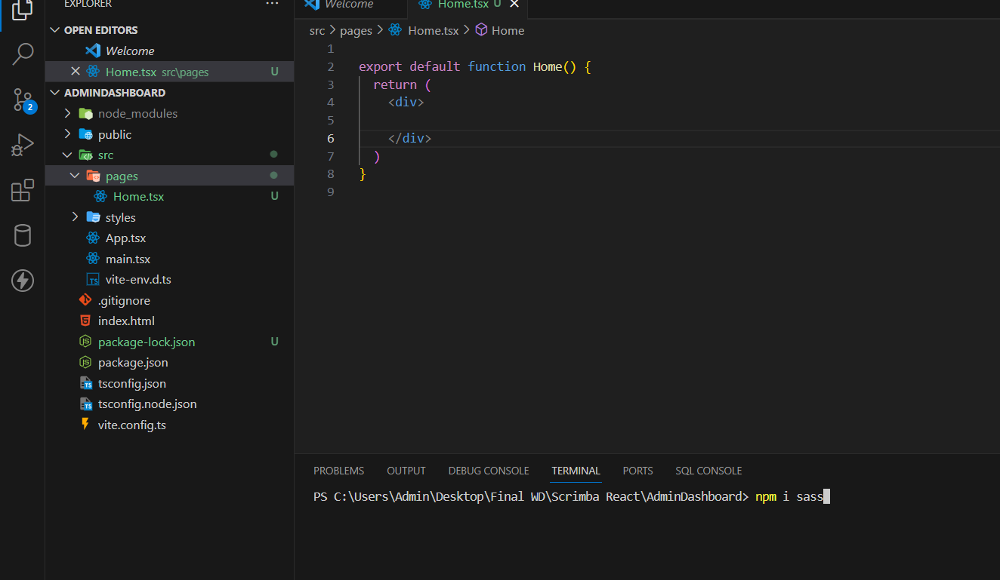 EXPLORER
...
OPEN EDITORS
Welcome
Home.tsx src\pages U
ADMINDASHBOARD
node_modules
public
src
pages
Home.tsx U
styles
App.tsx
main.tsx
TS vite-env.d.ts
.gitignore
index.html
package-lock.json U
package.json
TS tsconfig.json
TS tsconfig.node.json
vite.config.ts
2
Welcome Home.tsx U
src > pages > Home.tsx > Home
1
2 export default function Home() {
3 return (
4 <div>
5
6 </div>
7 )
8 }
9
PROBLEMS OUTPUT DEBUG CONSOLE TERMINAL PORTS SQL CONSOLE
PS C:\Users\Admin\Desktop\Final WD\Scrimba React\AdminDashboard> npm i sass